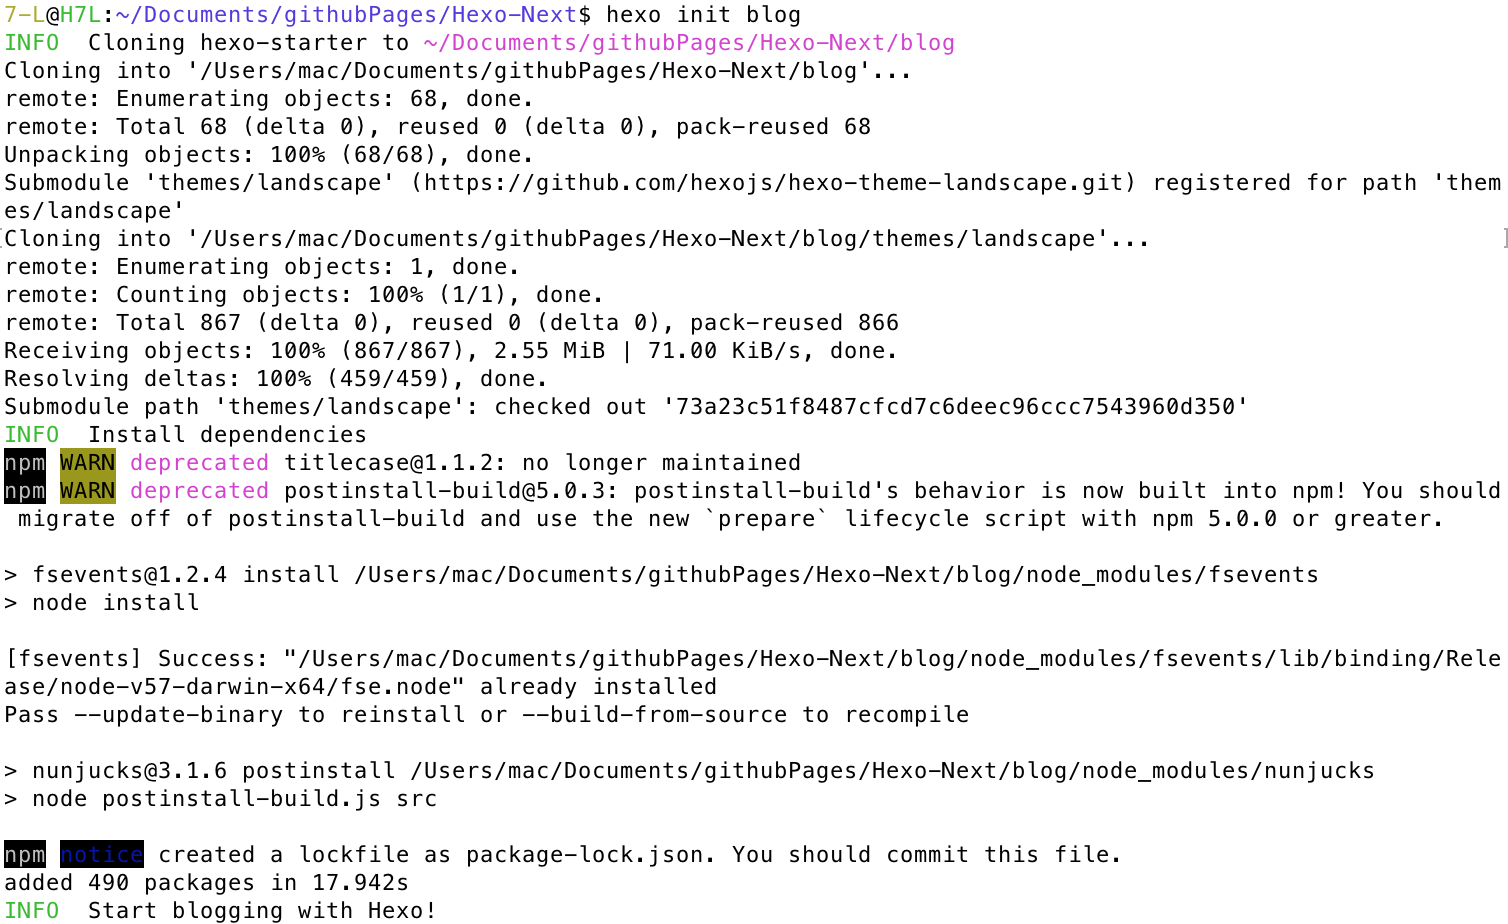 7-L@H7L:~/Documents/githubPages/Hexo-Next$ hexo init blog
INFO  Cloning hexo-starter to ~/Documents/githubPages/Hexo-Next/blog
Cloning into '/Users/mac/Documents/githubPages/Hexo-Next/blog'...
remote: Enumerating objects: 68, done.
remote: Total 68 (delta 0), reused 0 (delta 0), pack-reused 68
Unpacking objects: 100% (68/68), done.
Submodule 'themes/landscape' (https://github.com/hexojs/hexo-theme-landscape.git) registered for path 'them
es/landscape'
[Cloning into '/Users/mac/Documents/githubPages/Hexo-Next/blog/themes/landscape'... ]
remote: Enumerating objects: 1, done.
remote: Counting objects: 100% (1/1), done.
remote: Total 867 (delta 0), reused 0 (delta 0), pack-reused 866
Receiving objects: 100% (867/867), 2.55 MiB | 71.00 KiB/s, done.
Resolving deltas: 100% (459/459), done.
Submodule path 'themes/landscape': checked out '73a23c51f8487cfcd7c6deec96ccc7543960d350'
INFO  Install dependencies
npm WARN deprecated titlecase@1.1.2: no longer maintained
npm WARN deprecated postinstall-build@5.0.3: postinstall-build's behavior is now built into npm! You should
 migrate off of postinstall-build and use the new `prepare` lifecycle script with npm 5.0.0 or greater.
> fsevents@1.2.4 install /Users/mac/Documents/githubPages/Hexo-Next/blog/node_modules/fsevents
> node install
[fsevents] Success: "/Users/mac/Documents/githubPages/Hexo-Next/blog/node_modules/fsevents/lib/binding/Rele
ase/node-v57-darwin-x64/fse.node" already installed
Pass --update-binary to reinstall or --build-from-source to recompile
> nunjucks@3.1.6 postinstall /Users/mac/Documents/githubPages/Hexo-Next/blog/node_modules/nunjucks
> node postinstall-build.js src
npm notice created a lockfile as package-lock.json. You should commit this file.
added 490 packages in 17.942s
INFO  Start blogging with Hexo!